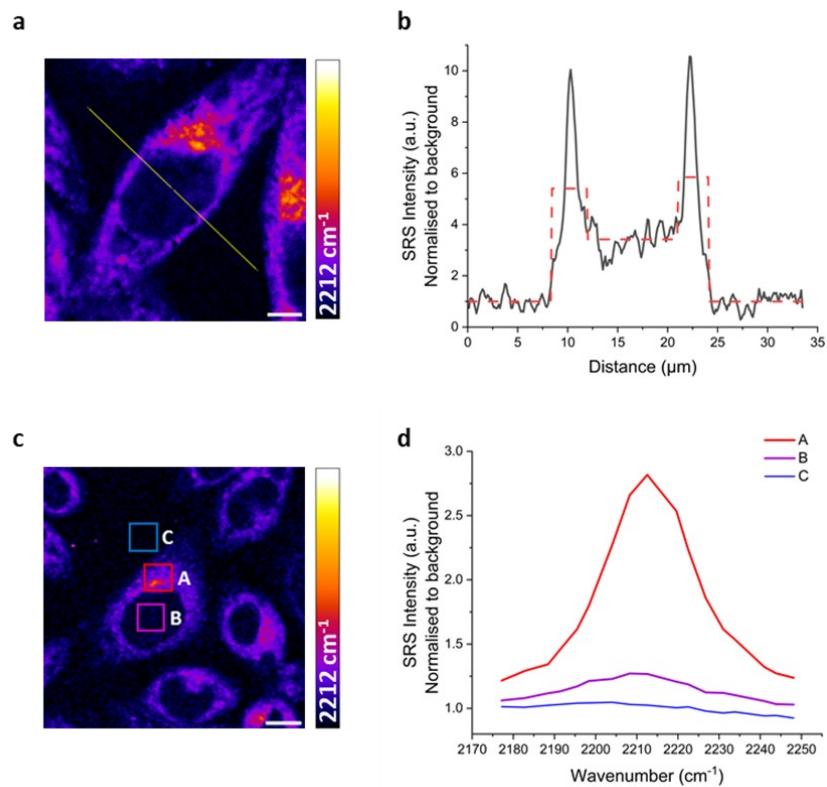 a
2212 cm-1
b
SRS Intensity (a.u.)
Normalised to background
10
8
6
4
2
0
0 5 10 15 20 25 30 35
Distance (µm)
c
C
A
B
2212 cm-1
d
A
B
C
SRS Intensity (a.u.)
Normalised to background
3.0
2.5
2.0
1.5
1.0
2170 2180 2190 2200 2210 2220 2230 2240 2250
Wavenumber (cm-1)